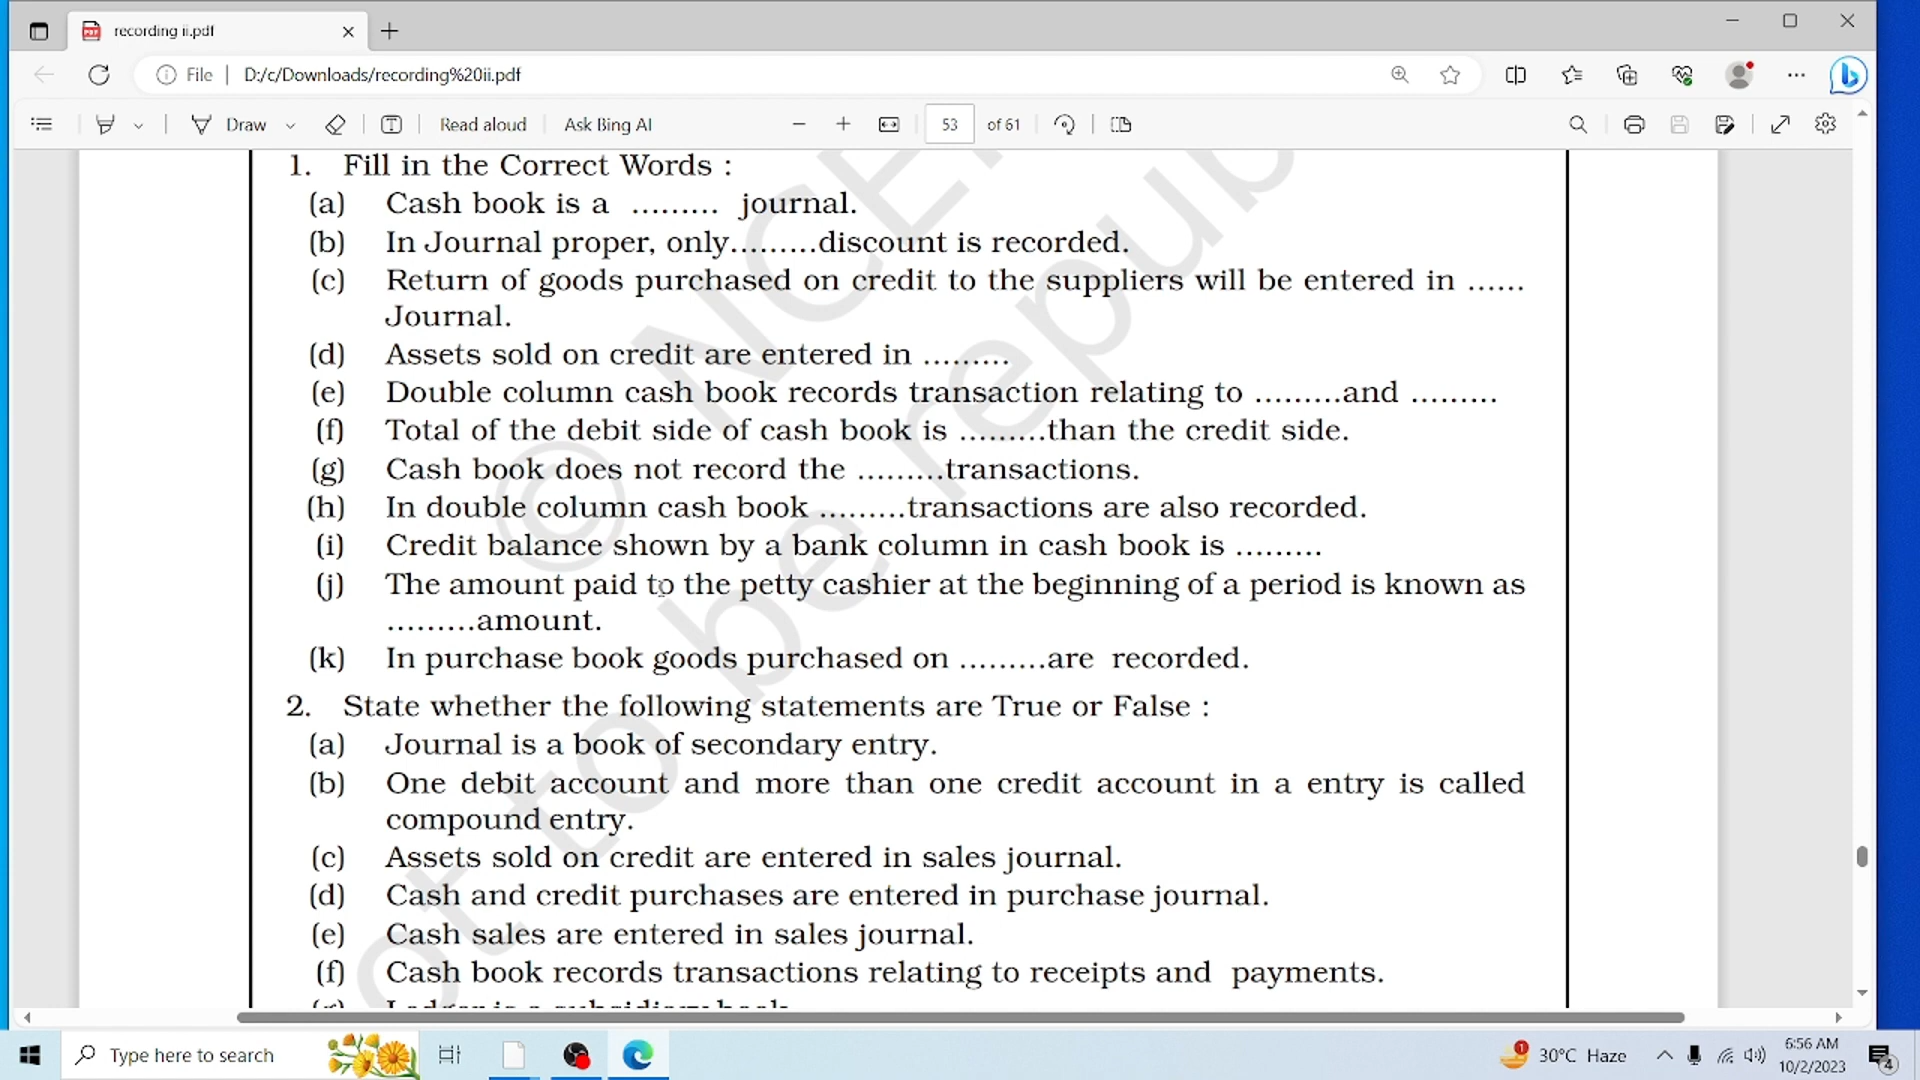 recording ii.pdf
File
D:/c/Downloads/recording%20ii.pdf
Draw
Read aloud
Ask Bing AI
53
of 61
1. Fill in the Correct Words :
(a) Cash book is a ......... journal.
(b) In Journal proper, only.........discount is recorded.
(c) Return of goods purchased on credit to the suppliers will be entered in ......
Journal.
(d) Assets sold on credit are entered in .........
(e) Double column cash book records transaction relating to .........and .........
(f) Total of the debit side of cash book is .........than the credit side.
(g) Cash book does not record the .........transactions.
(h) In double column cash book .........transactions are also recorded.
(i) Credit balance shown by a bank column in cash book is .........
(j) The amount paid to the petty cashier at the beginning of a period is known as
.........amount.
(k) In purchase book goods purchased on .........are recorded.
2. State whether the following statements are True or False :
(a) Journal is a book of secondary entry.
(b) One debit account and more than one credit account in a entry is called
compound entry.
(c) Assets sold on credit are entered in sales journal.
(d) Cash and credit purchases are entered in purchase journal.
(e) Cash sales are entered in sales journal.
(f) Cash book records transactions relating to receipts and payments.
Type here to search
1
30°C Haze
6:56 AM
10/2/2023
4